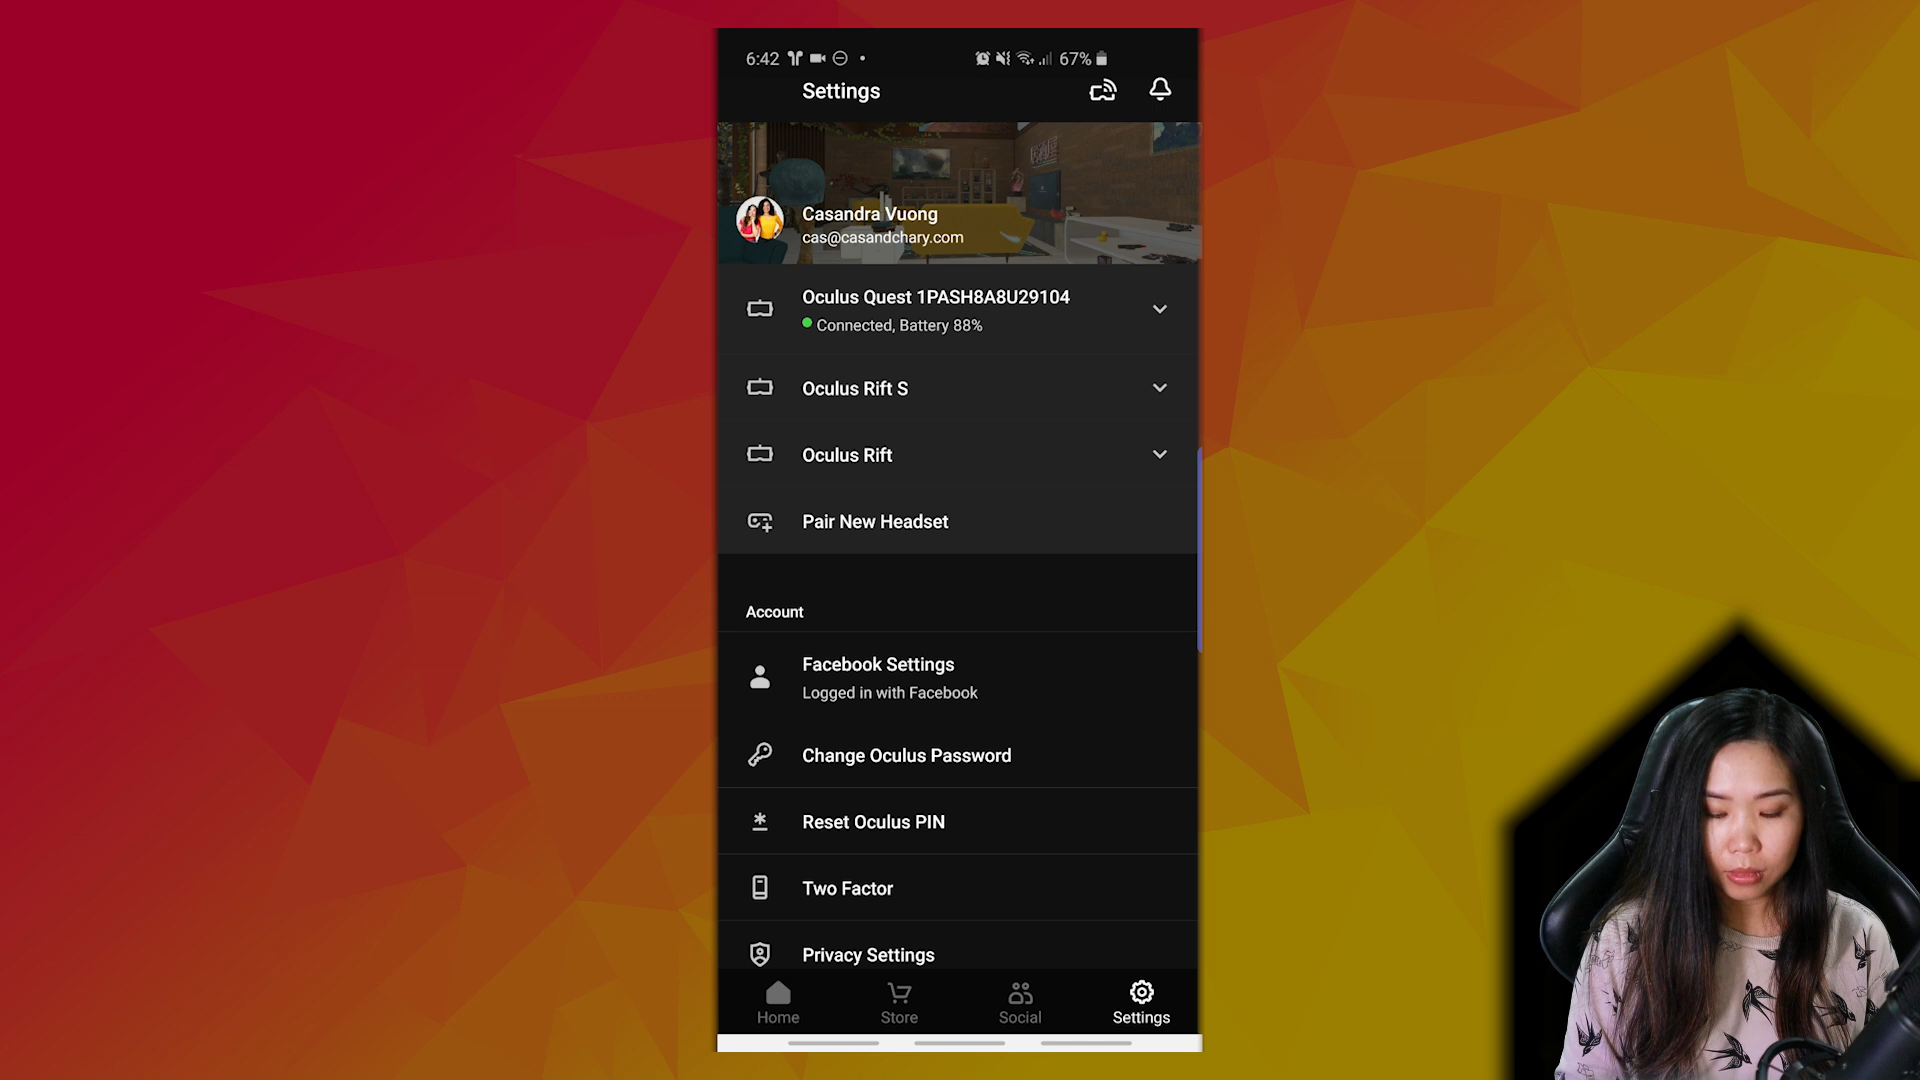 6:42
67%
Settings
Casandra Vuong
cas@casandchary.com
Oculus Quest 1PASH8A8U29104
Connected, Battery 88%
Oculus Rift S
Oculus Rift
Pair New Headset
Account
Facebook Settings
Logged in with Facebook
Change Oculus Password
Reset Oculus PIN
Two Factor
Privacy Settings
Home
Store
Social
Settings